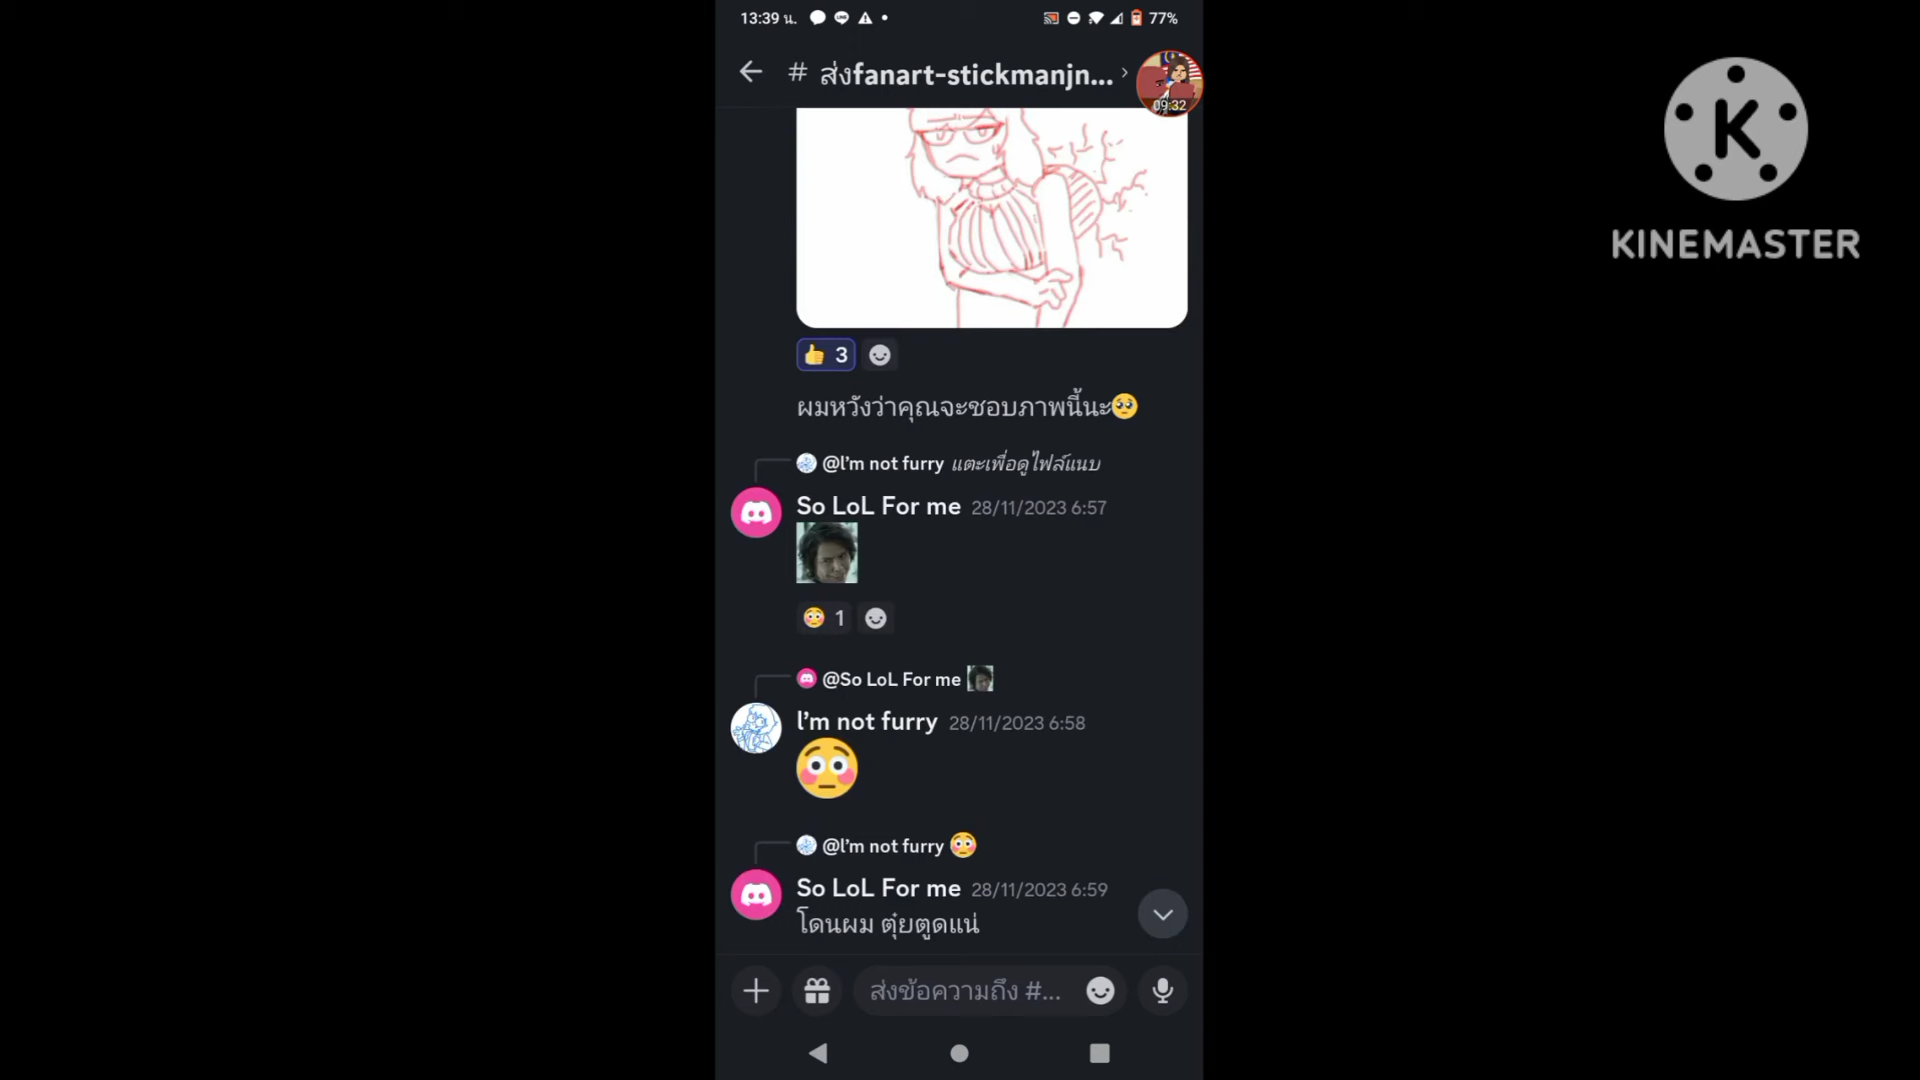 13:39 น.
77%
# ส่งfanart-stickmanjn...
09:32
KINEMASTER
👍 3
ผมหวังว่าคุณจะชอบภาพนี้นะ🥺
@l’m not furry แตะเพื่อดูไฟล์แนบ
So LoL For me 28/11/2023 6:57
😳 1
@So LoL For me
l’m not furry 28/11/2023 6:58
😳
@l’m not furry 😳
So LoL For me 28/11/2023 6:59
โดนผม ตุ๋ยตูดแน่
ส่งข้อความถึง #...